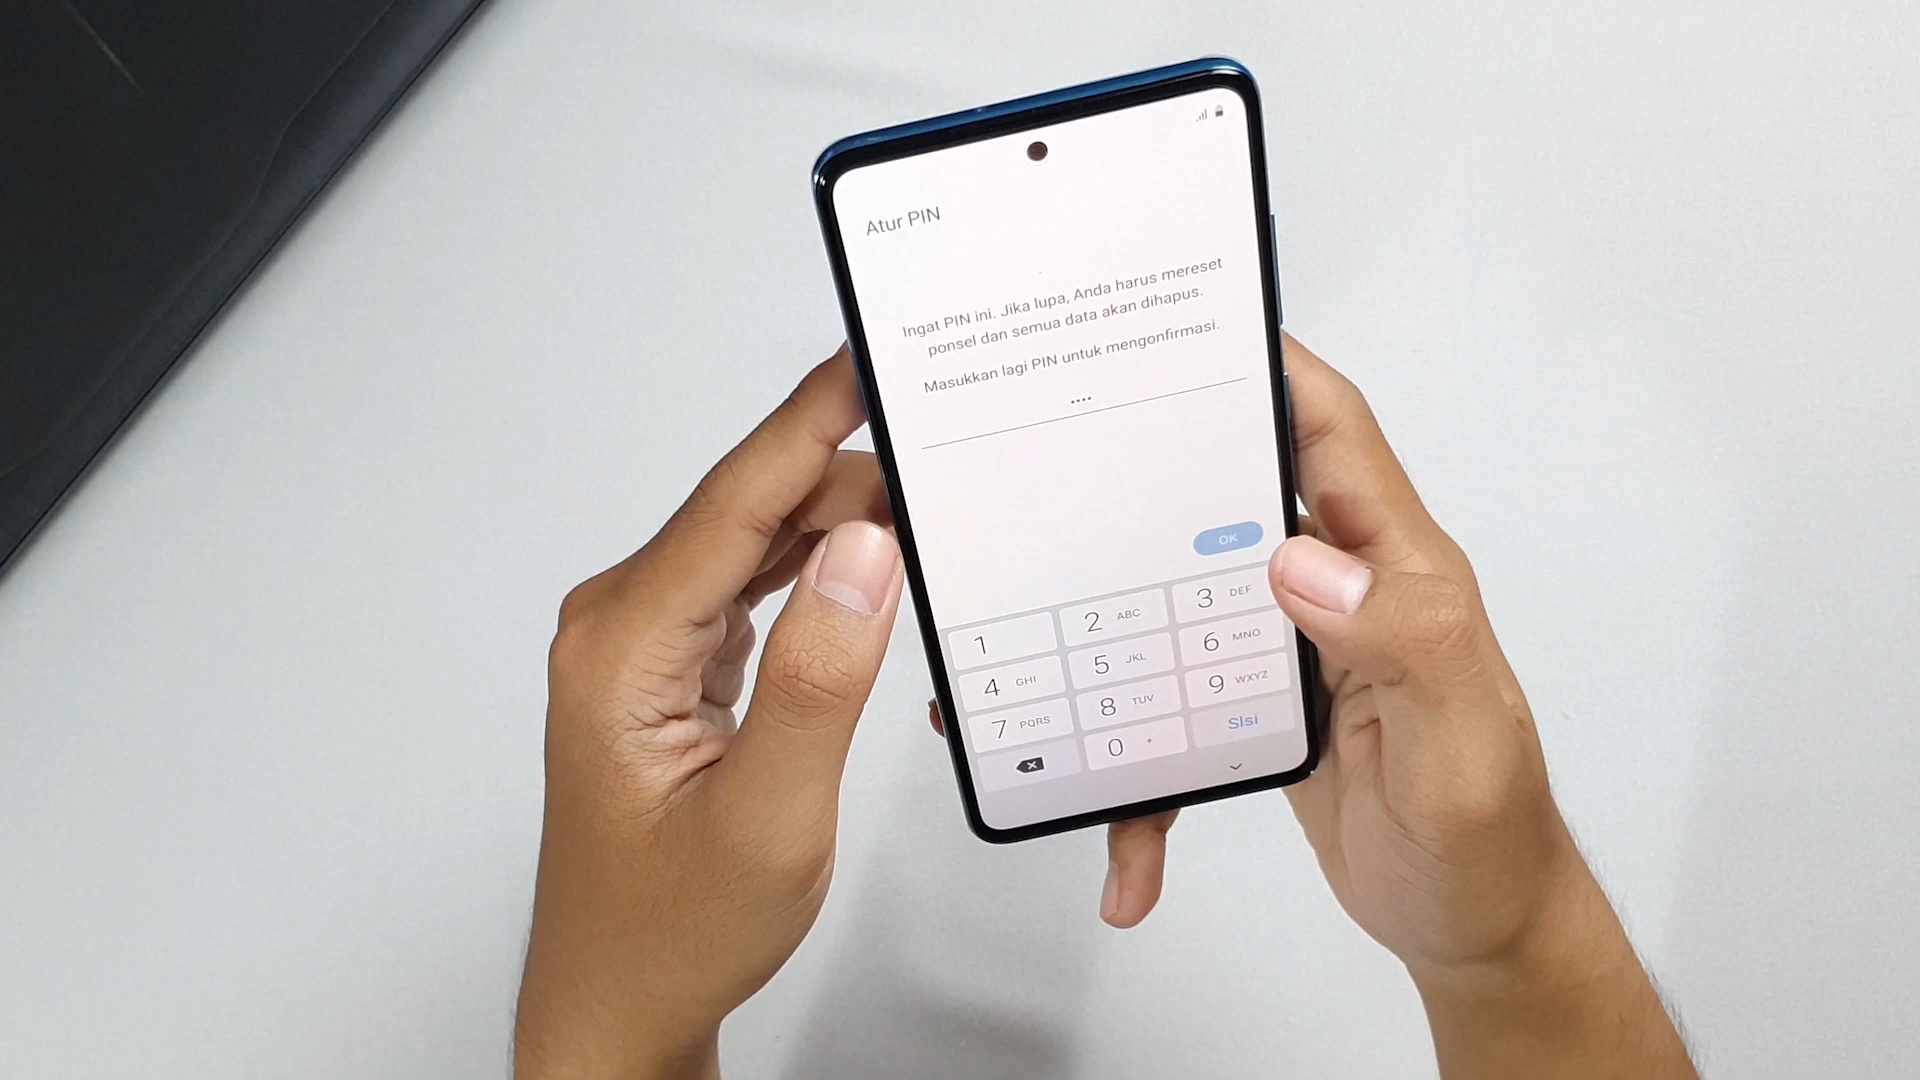 Atur PIN
Ingat PIN ini. Jika lupa, Anda harus mereset
ponsel dan semua data akan dihapus.
Masukkan lagi PIN untuk mengonfirmasi.
••••
OK
1
2 ABC
3 DEF
4 GHI
5 JKL
6 MNO
7 PQRS
8 TUV
9 WXYZ
0 +
SIsi